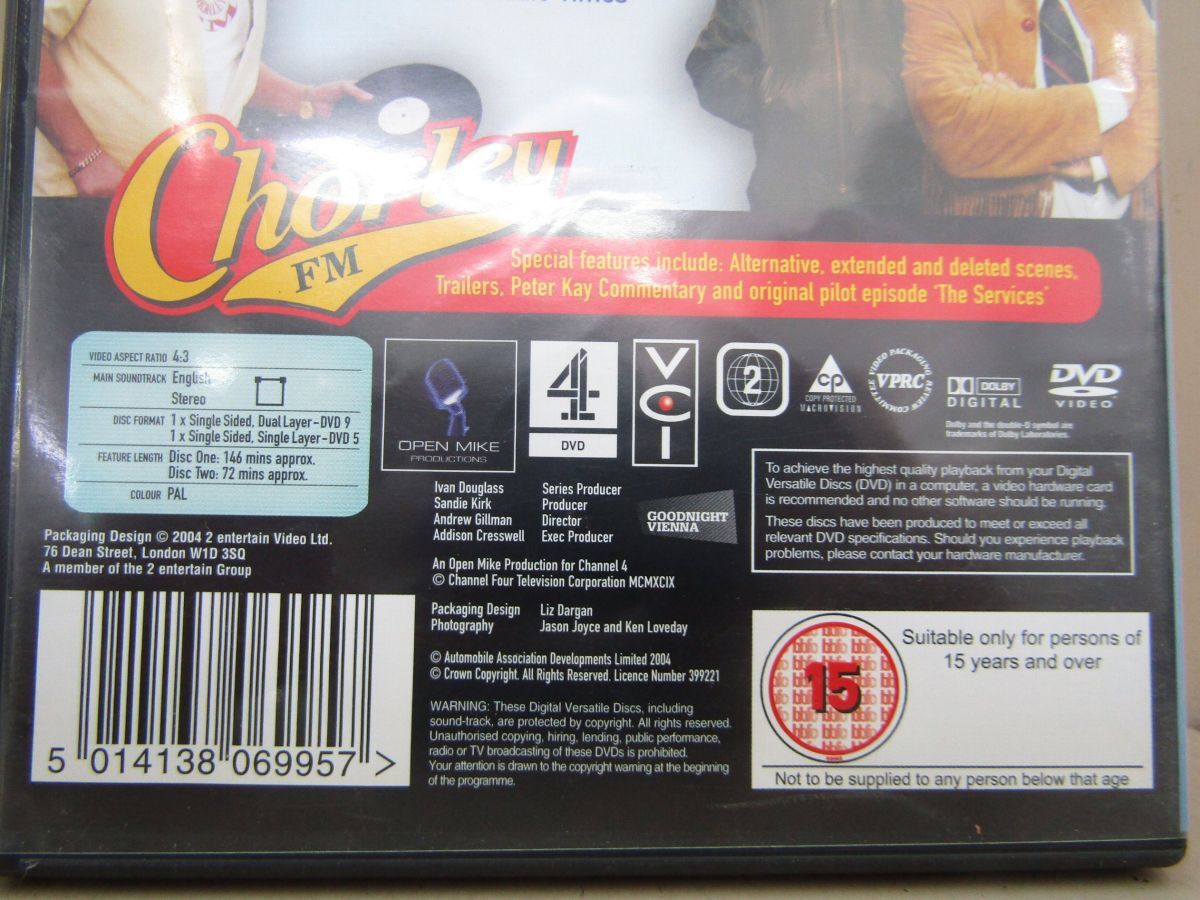 Times
Chorley
FM
Special features include: Alternative, extended and deleted scenes,
Trailers, Peter Kay Commentary and original pilot episode 'The Services'
VIDEO ASPECT RATIO 4:3
MAIN SOUNDTRACK English
Stereo
DISC FORMAT 1 x Single Sided, Dual Layer-DVD 9
1 x Single Sided, Single Layer-DVD 5
FEATURE LENGTH Disc One: 146 mins approx.
Disc Two: 72 mins approx.
COLOUR PAL
OPEN MIKE
PRODUCTIONS
4
DVD
VCI
2
CP
COPY PROTECTED
MACROVISION
VIDEO PACKAGING REVIEW COMMITTEE
VPRC
DOLBY
DIGITAL
Dolby and the double-D symbol are
trademarks of Dolby Laboratories.
DVD
VIDEO
Packaging Design © 2004 2 entertain Video Ltd.
76 Dean Street, London W1D 3SQ
A member of the 2 entertain Group
Ivan Douglass Series Producer
Sandie Kirk Producer
Andrew Gillman Director
Addison Cresswell Exec Producer
GOODNIGHT
VIENNA
An Open Mike Production for Channel 4
© Channel Four Television Corporation MCMXCIX
Packaging Design Liz Dargan
Photography Jason Joyce and Ken Loveday
© Automobile Association Developments Limited 2004
© Crown Copyright. All Rights Reserved. Licence Number 399221
WARNING: These Digital Versatile Discs, including
sound-track, are protected by copyright. All rights reserved.
Unauthorised copying, hiring, lending, public performance,
radio or TV broadcasting of these DVDs is prohibited.
Your attention is drawn to the copyright warning at the beginning
of the programme.
To achieve the highest quality playback from your Digital
Versatile Discs (DVD) in a computer, a video hardware card
is recommended and no other software should be running.
These discs have been produced to meet or exceed all
relevant DVD specifications. Should you experience playback
problems, please contact your hardware manufacturer.
5 014138 069957 >
15
Suitable only for persons of
15 years and over
Not to be supplied to any person below that age